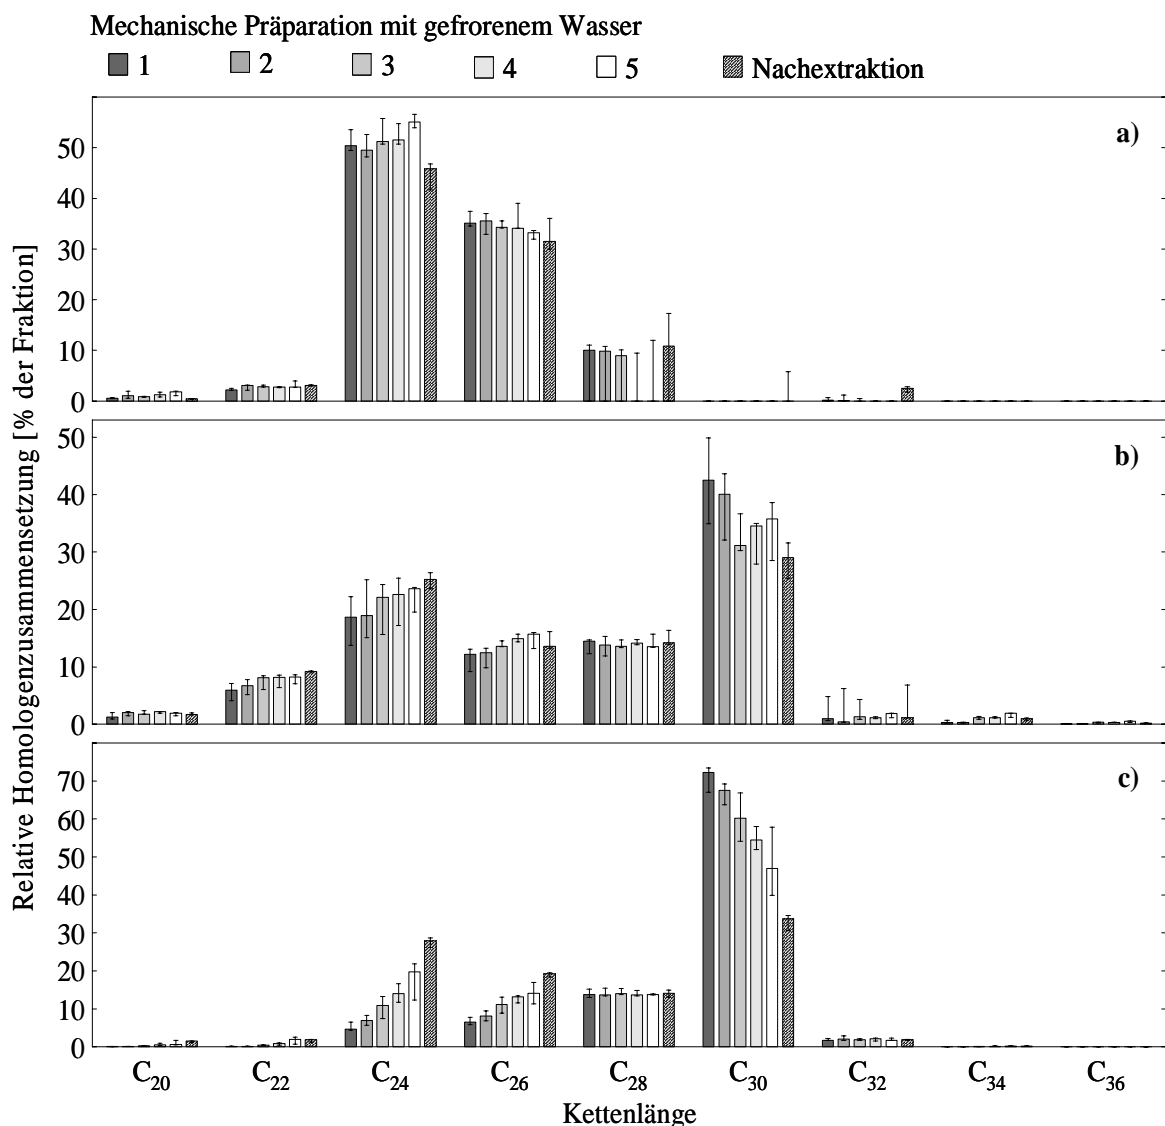 Mechanische Präparation mit gefrorenem Wasser
1 2 3 4 5 Nachextraktion
a)
50
40
30
20
10
0
b)
50
40
30
20
10
0
c)
70
60
50
40
30
20
10
0
Relative Homologenzusammensetzung [% der Fraktion]
C20 C22 C24 C26 C28 C30 C32 C34 C36
Kettenlänge